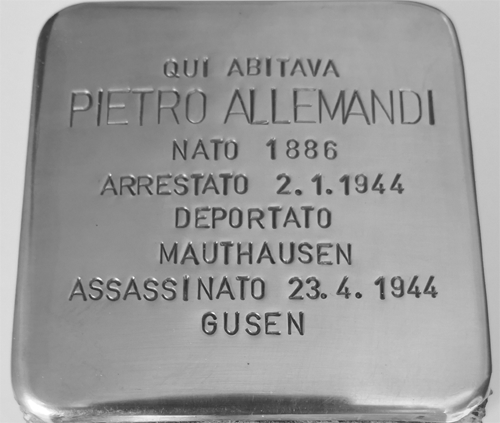 QUI ABITAVA
PIETRO ALLEMANDI
NATO 1886
ARRESTATO 2.1.1944
DEPORTATO
MAUTHAUSEN
ASSASSINATO 23.4.1944
GUSEN